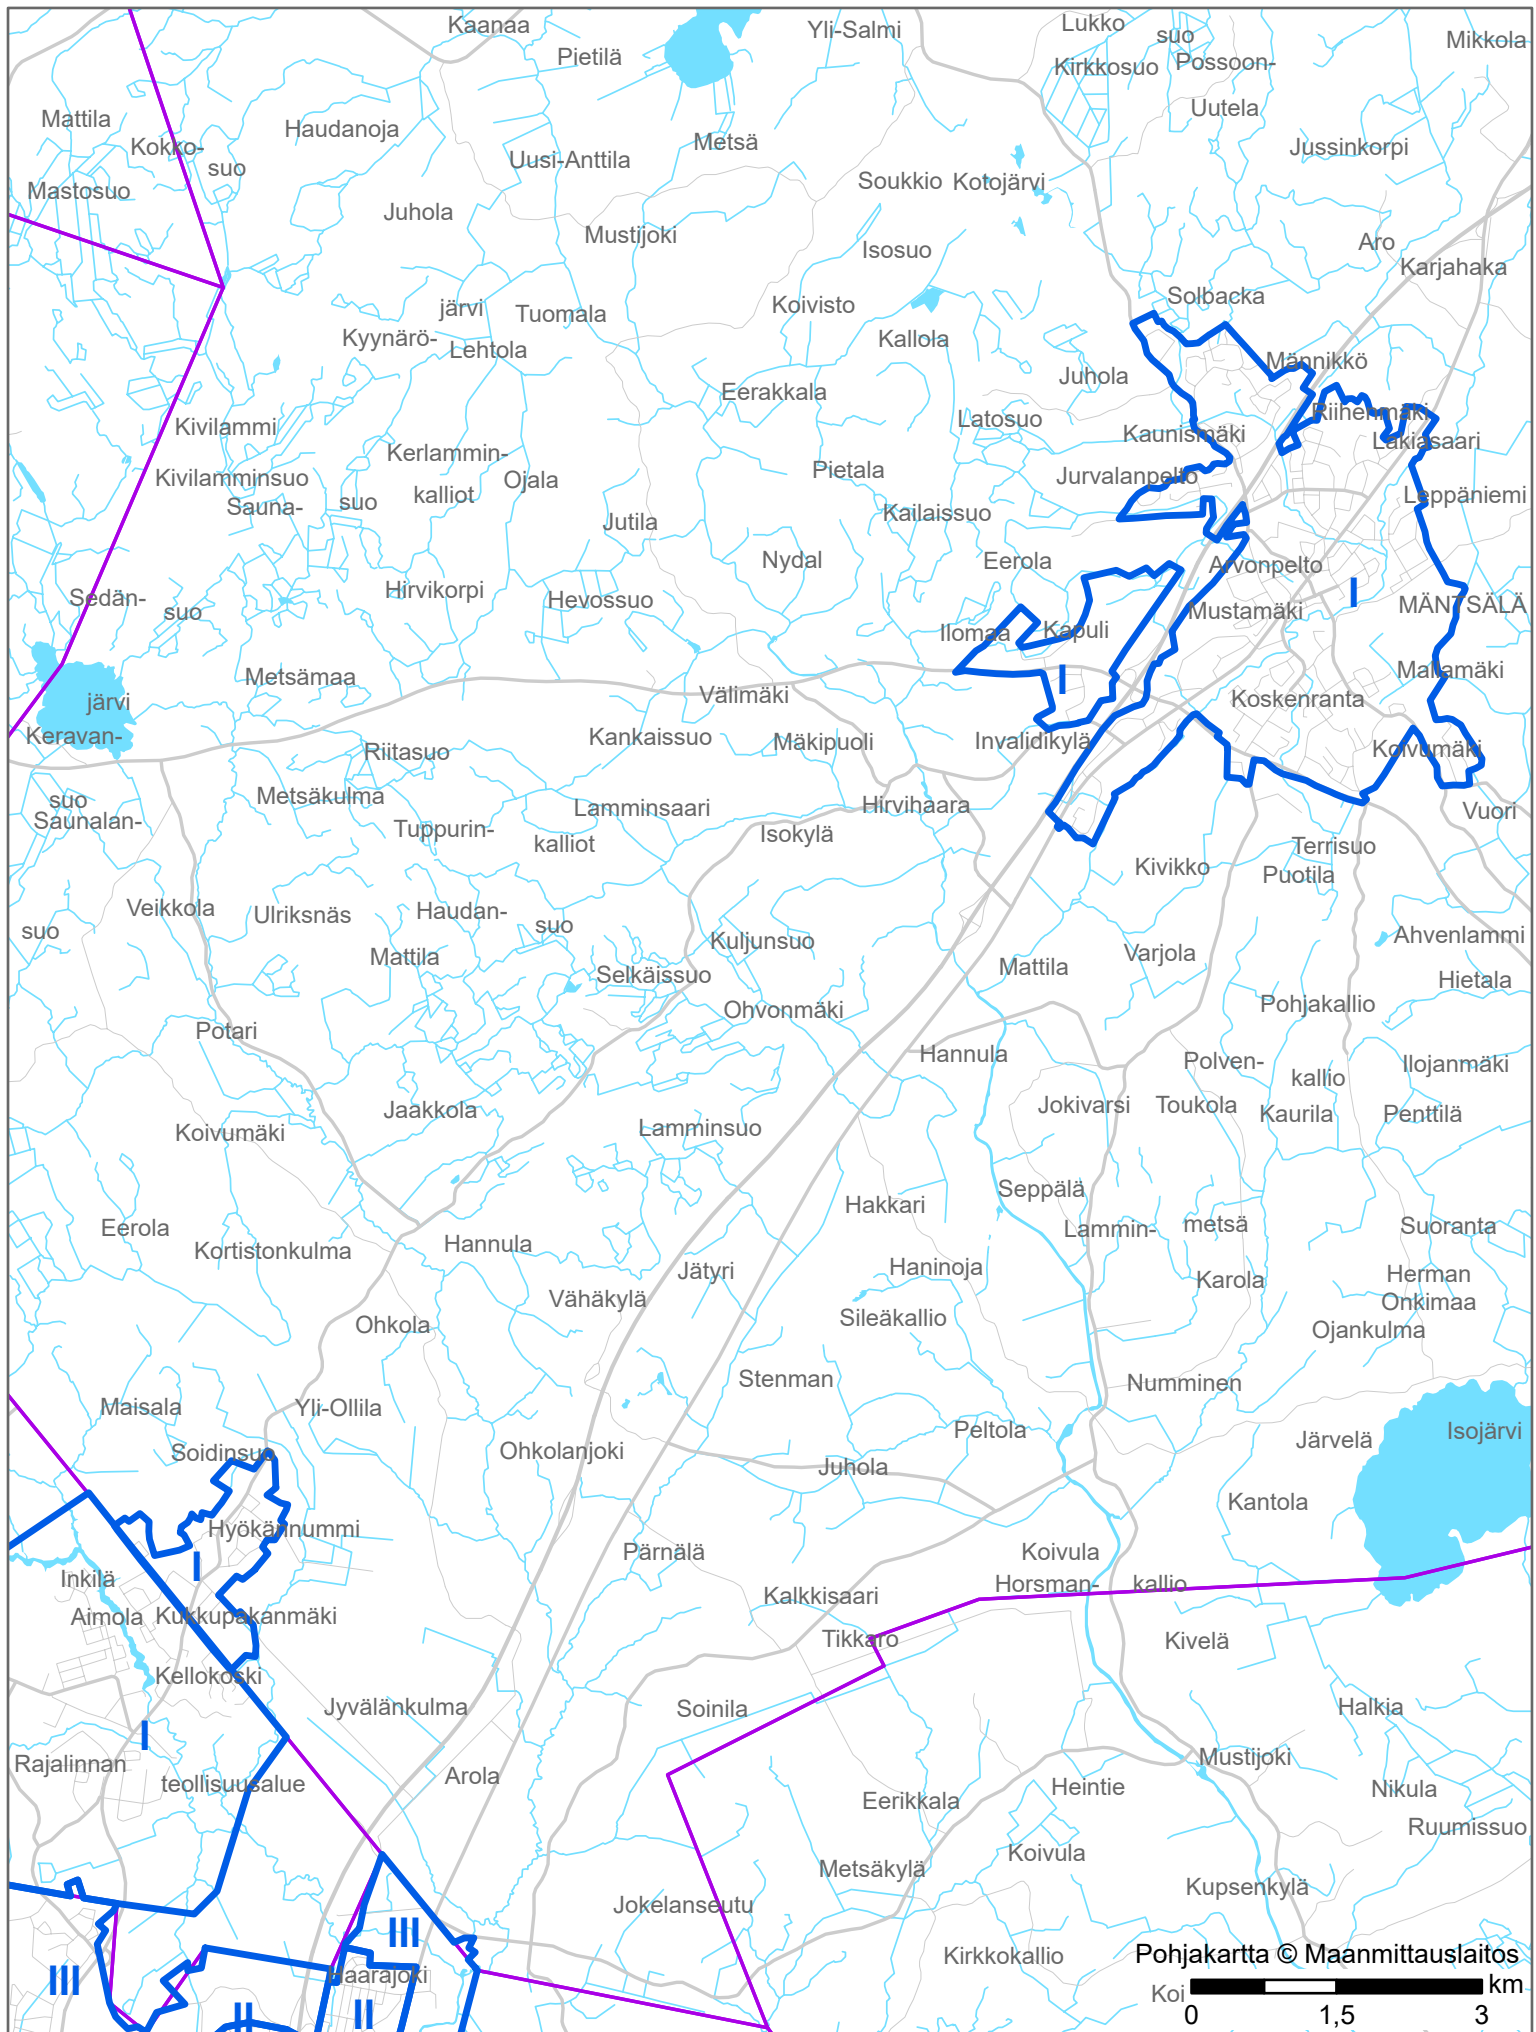 Kaanaa
Yli-Salmi
Lukko
suo
Mikkola
Pietilä
Kirkkosuo
Possoon-
Uutela
Mattila
Haudanoja
Metsä
Kokko-
suo
Uusi-Anttila
Jussinkorpi
Mastosuo
Soukkio
Kotojärvi
Juhola
Mustijoki
Isosuo
Aro
Karjahaka
järvi
Tuomala
Koivisto
Solbacka
Kyynärö-
Lehtola
Kallola
Männikkö
Juhola
Eerakkala
Latosuo
Riihenmäki
Kivilammi
Kaunismäki
Lakiasaari
Kerlammin-
Kivilamminsuo
Ojala
Pietala
Jurvalanpelto
Sauna-
suo
kalliot
Leppäniemi
Jutila
Kailaissuo
Nydal
Eerola
Arvonpelto
Sedän-
suo
Hirvikorpi
Hevossuo
I
MÄNTSÄLÄ
Mustamäki
Ilomaa
Kapuli
I
Metsämaa
Mallamäki
järvi
Välimäki
Koskenranta
Keravan-
Riitasuo
Kankaissuo
Mäkipuoli
Invalidikylä
Koivumäki
suo
Metsäkulma
Lamminsaari
Hirvihaara
Vuori
Saunalan-
Tuppurin-
kalliot
Isokylä
Terrisuo
Kivikko
Puotila
Veikkola
Ulriksnäs
Haudan-
suo
suo
Kuljunsuo
Ahvenlammi
Mattila
Selkäissuo
Mattila
Varjola
Hietala
Ohvonmäki
Pohjakallio
Potari
Hannula
Polven-
kallio
Ilojanmäki
Jaakkola
Jokivarsi
Toukola
Kaurila
Penttilä
Koivumäki
Lamminsuo
Seppälä
Hakkari
Eerola
Lammin-
metsä
Suoranta
Kortistonkulma
Hannula
Jätyri
Haninoja
Karola
Herman
Vähäkylä
Onkimaa
Ohkola
Sileäkallio
Ojankulma
Stenman
Numminen
Maisala
Yli-Ollila
Peltola
Isojärvi
Soidinsuo
Ohkolanjoki
Järvelä
Juhola
Kantola
Hyökännummi
Pärnälä
Koivula
I
Inkilä
Horsman-
kallio
Kalkkisaari
Aimola
Kukkupakanmäki
Tikkaro
Kivelä
Kellokoski
Jyvälänkulma
Soinila
Halkia
I
Rajalinnan
teollisuusalue
Arola
Mustijoki
Heintie
Nikula
Eerikkala
Ruumissuo
Koivula
Metsäkylä
Kupsenkylä
Jokelanseutu
III
Kirkkokallio
Pohjakartta © Maanmittauslaitos
Haarajoki
III
Koi
km
II
II
0
1,5
3